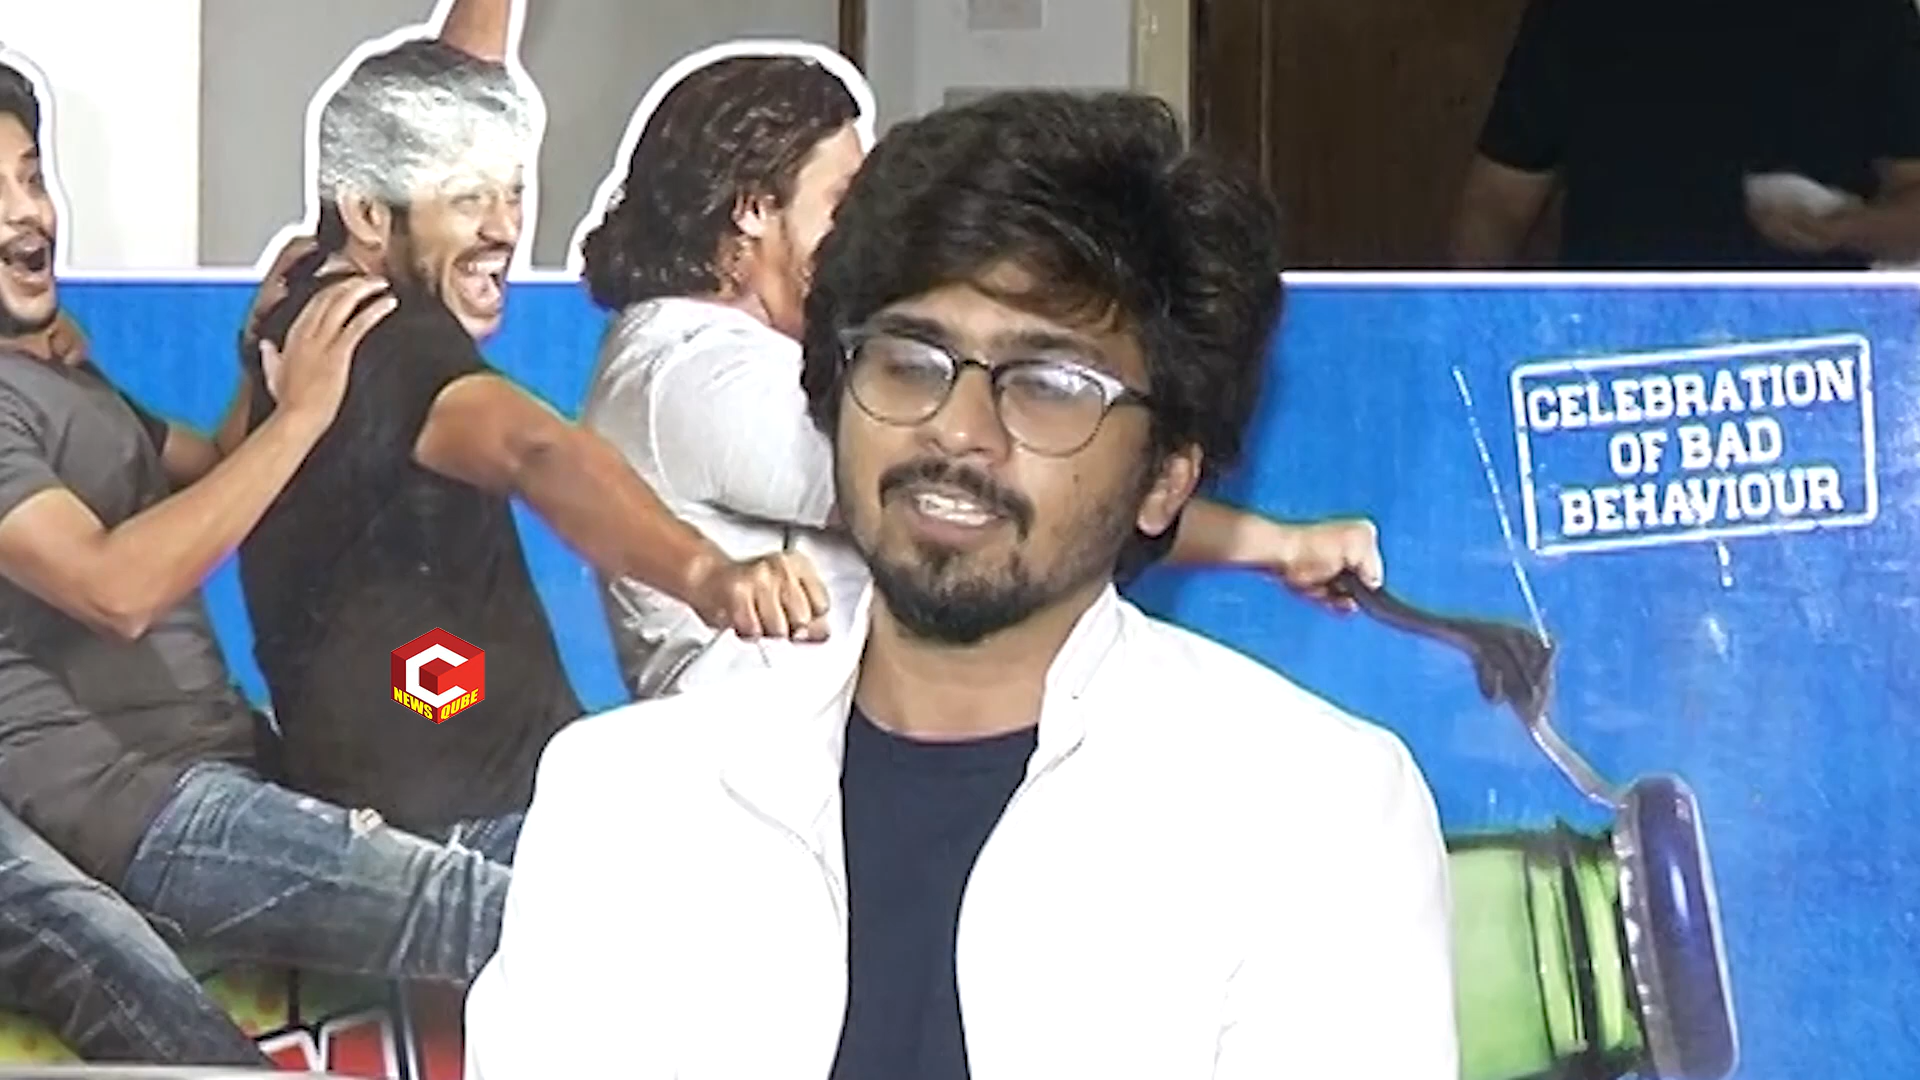 CELEBRATION
OF BAD
BEHAVIOUR
C
NEWS QUBE